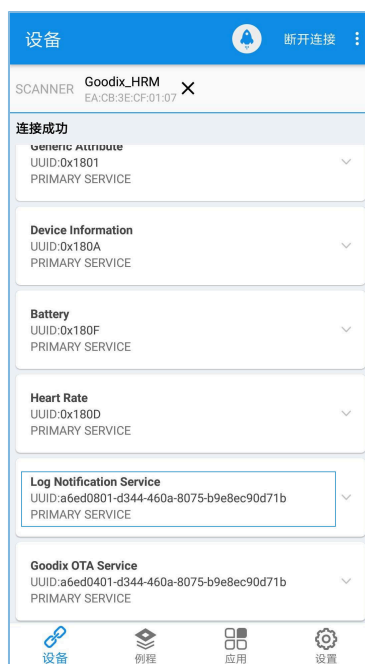 设备
断开连接
SCANNER
Goodix_HRM
EA:CB:3E:CF:01:07
连接成功
Generic Attribute
UUID:0x1801
PRIMARY SERVICE
Device Information
UUID:0x180A
PRIMARY SERVICE
Battery
UUID:0x180F
PRIMARY SERVICE
Heart Rate
UUID:0x180D
PRIMARY SERVICE
Log Notification Service
UUID:a6ed0801-d344-460a-8075-b9e8ec90d71b
PRIMARY SERVICE
Goodix OTA Service
UUID:a6ed0401-d344-460a-8075-b9e8ec90d71b
PRIMARY SERVICE
设备
例程
应用
设置